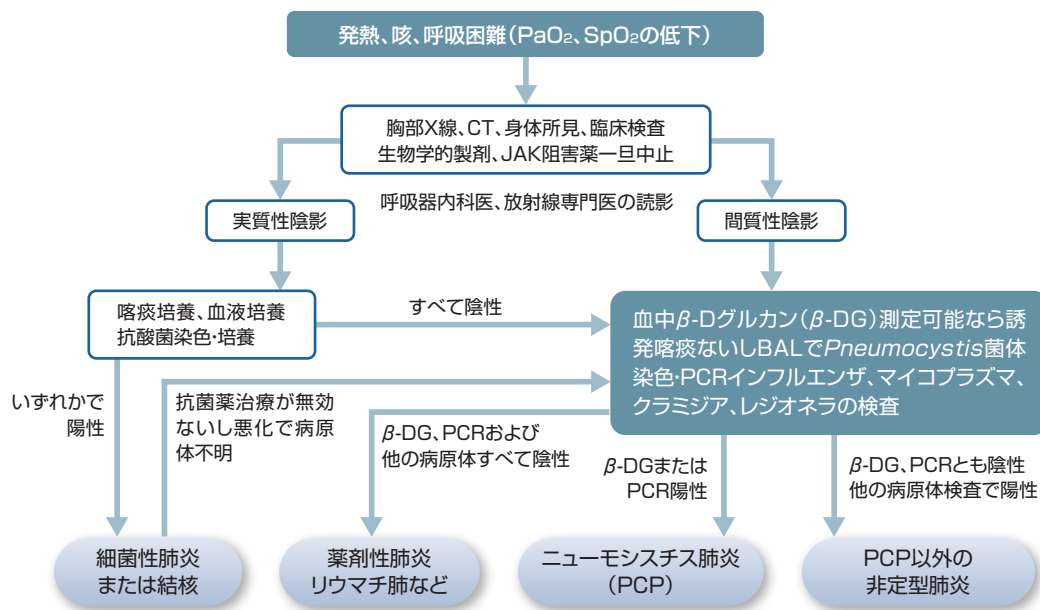 発熱、咳、呼吸困難(PaO₂、SpO₂の低下)
胸部X線、CT、身体所見、臨床検査
生物学的製剤、JAK阻害薬一旦中止
呼吸器内科医、放射線専門医の読影
実質性陰影
間質性陰影
喀痰培養、血液培養
抗酸菌染色・培養
すべて陰性
血中β-Dグルカン(β-DG)測定可能なら誘
発喀痰ないしBALでPneumocystis菌体
染色・PCRインフルエンザ、マイコプラズマ、
クラミジア、レジオネラの検査
いずれかで
陽性
抗菌薬治療が無効
ないし悪化で病原
体不明
β-DG、PCRおよび
他の病原体すべて陰性
β-DGまたは
PCR陽性
β-DG、PCRとも陰性
他の病原体検査で陽性
細菌性肺炎
または結核
薬剤性肺炎
リウマチ肺など
ニューモシスチス肺炎
(PCP)
PCP以外の
非定型肺炎